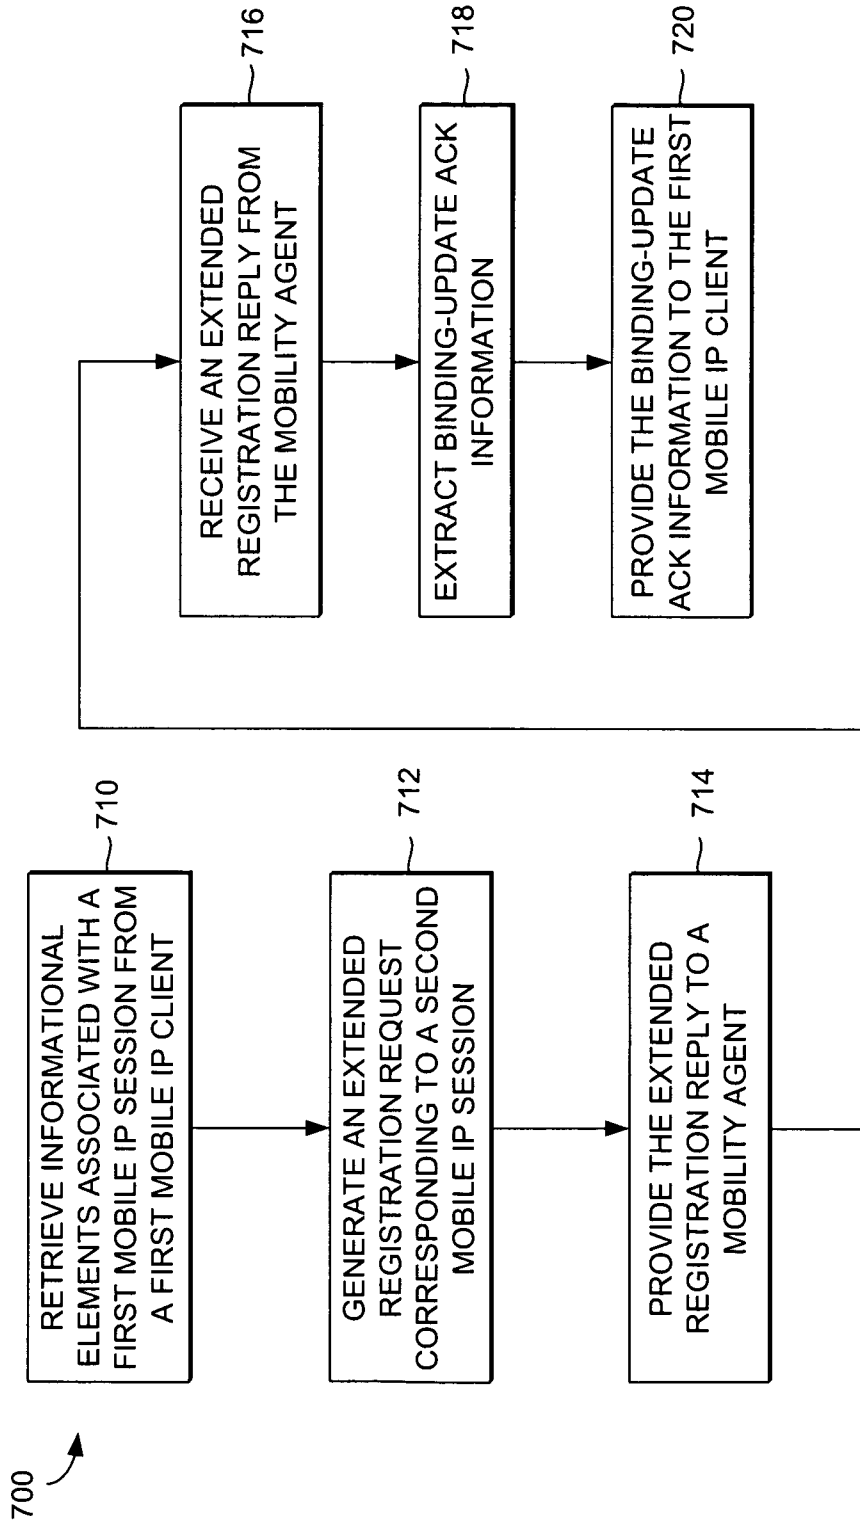 700
RETRIEVE INFORMATIONAL
ELEMENTS ASSOCIATED WITH A
FIRST MOBILE IP SESSION FROM
A FIRST MOBILE IP CLIENT
710
GENERATE AN EXTENDED
REGISTRATION REQUEST
CORRESPONDING TO A SECOND
MOBILE IP SESSION
712
PROVIDE THE EXTENDED
REGISTRATION REPLY TO A
MOBILITY AGENT
714
RECEIVE AN EXTENDED
REGISTRATION REPLY FROM
THE MOBILITY AGENT
716
EXTRACT BINDING-UPDATE ACK
INFORMATION
718
PROVIDE THE BINDING-UPDATE
ACK INFORMATION TO THE FIRST
MOBILE IP CLIENT
720